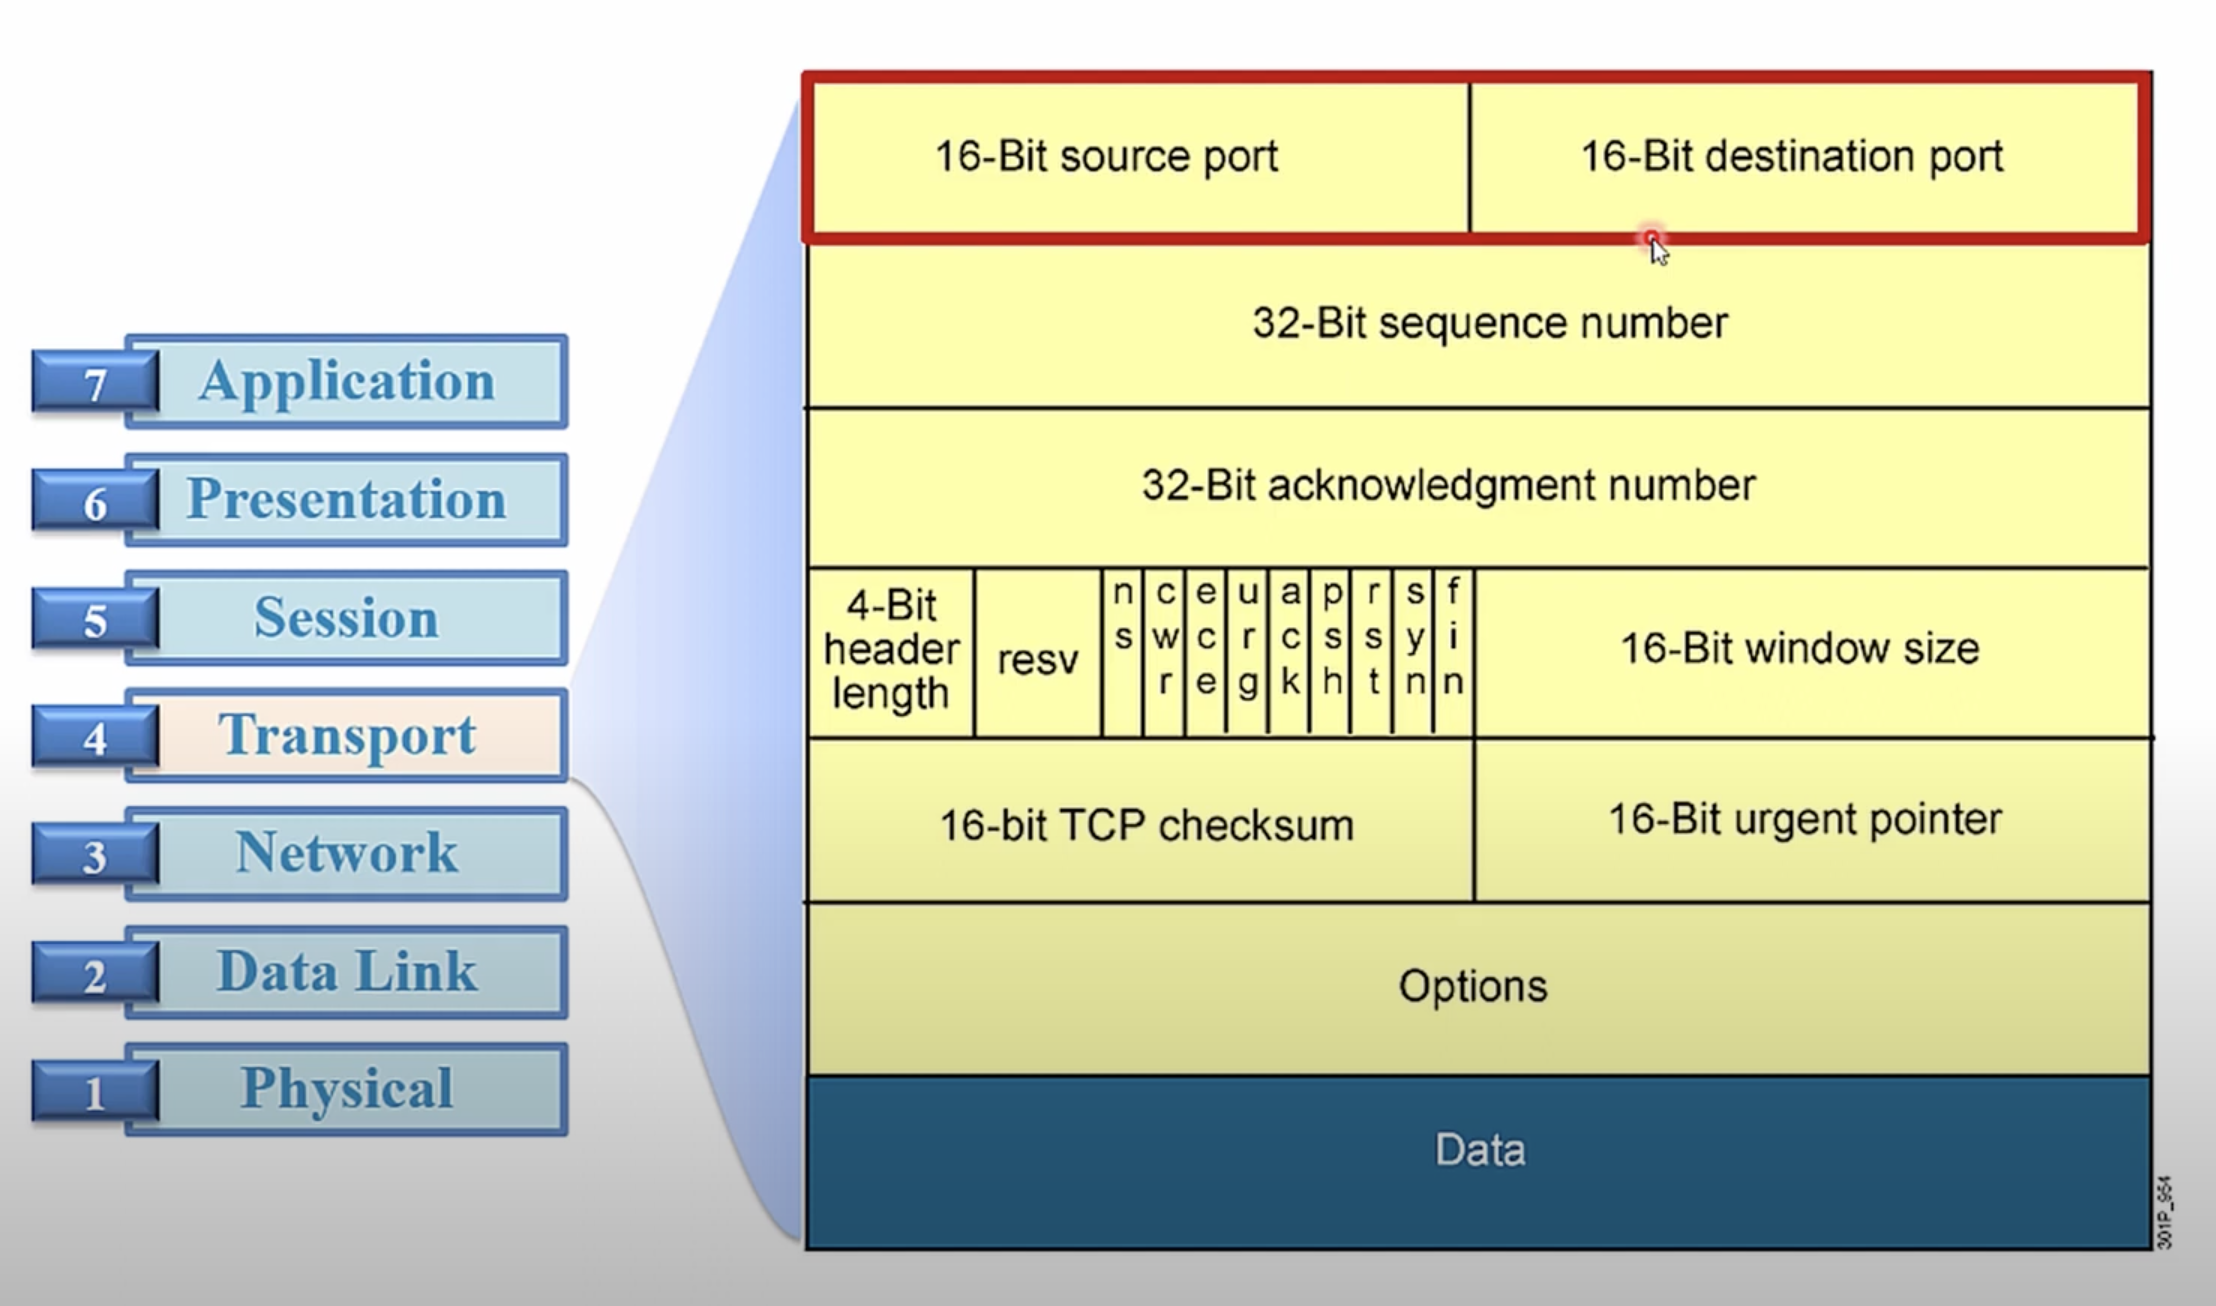 7 Application
6 Presentation
5 Session
4 Transport
3 Network
2 Data Link
1 Physical
16-Bit source port
16-Bit destination port
32-Bit sequence number
32-Bit acknowledgment number
4-Bit
header
length
resv
ns
cwr
ece
urg
ack
psh
rst
syn
fin
16-Bit window size
16-bit TCP checksum
16-Bit urgent pointer
Options
Data
301P_954